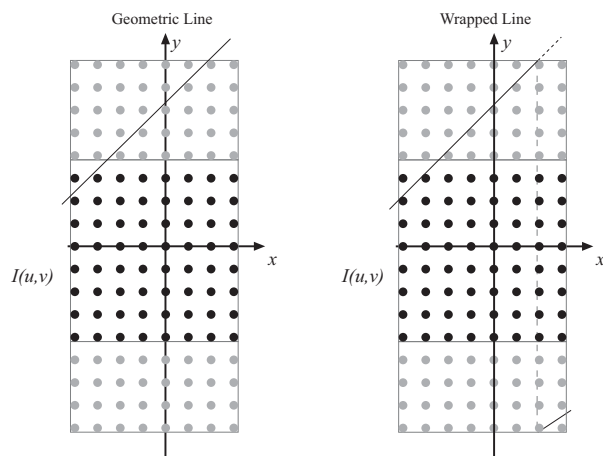 Geometric Line
Wrapped Line
y
y
x
x
I(u,v)
I(u,v)